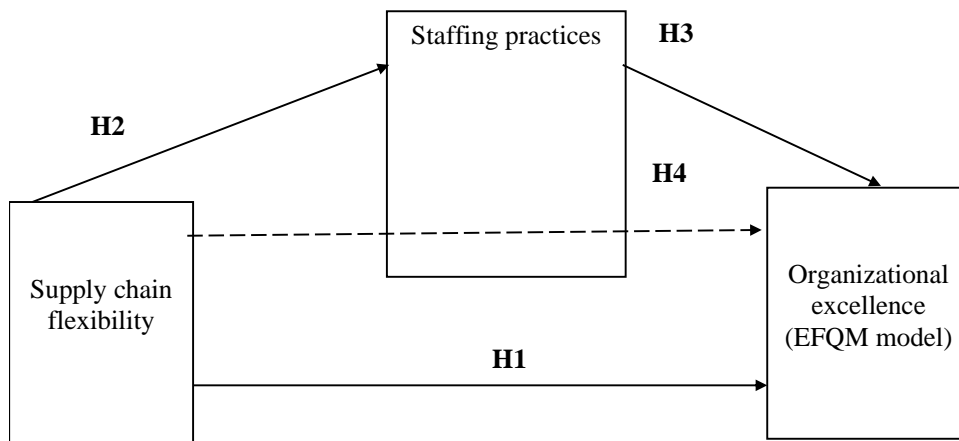 Staffing practices
H3
H2
H4
Supply chain
flexibility
Organizational
excellence
(EFQM model)
H1